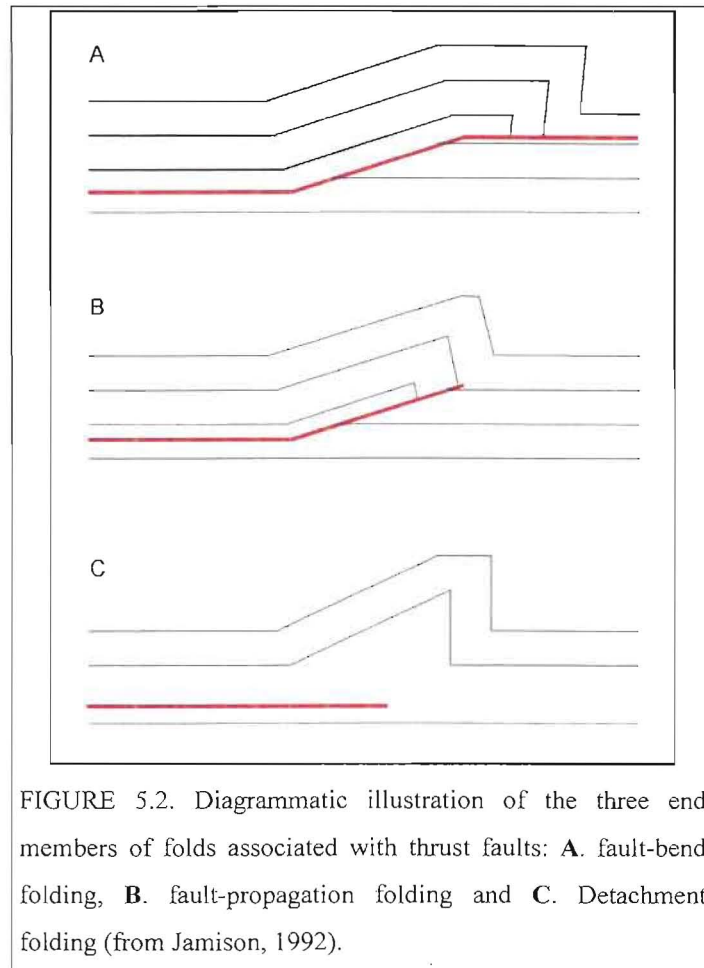 A
B
C
FIGURE 5.2. Diagrammatic illustration of the three end
members of folds associated with thrust faults: A. fault-bend
folding, B. fault-propagation folding and C. Detachment
folding (from Jamison, 1992).